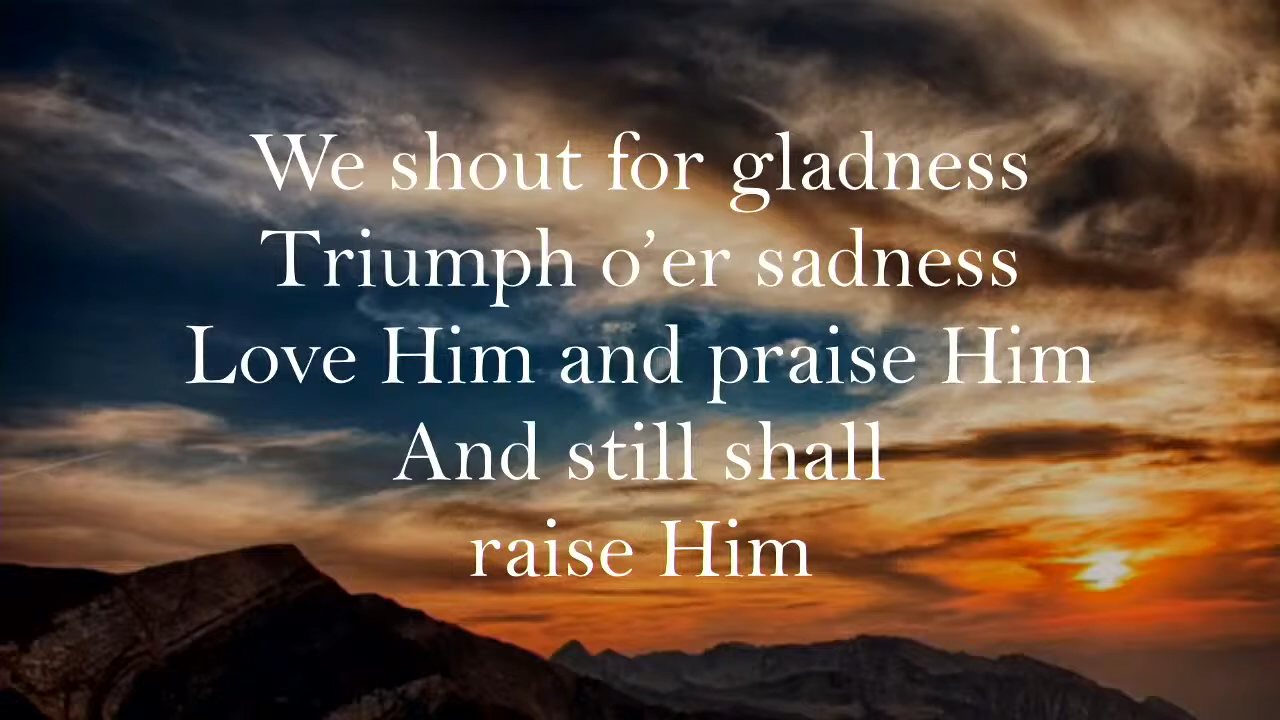 We shout for gladness
Triumph o’er sadness
Love Him and praise Him
And still shall
raise Him